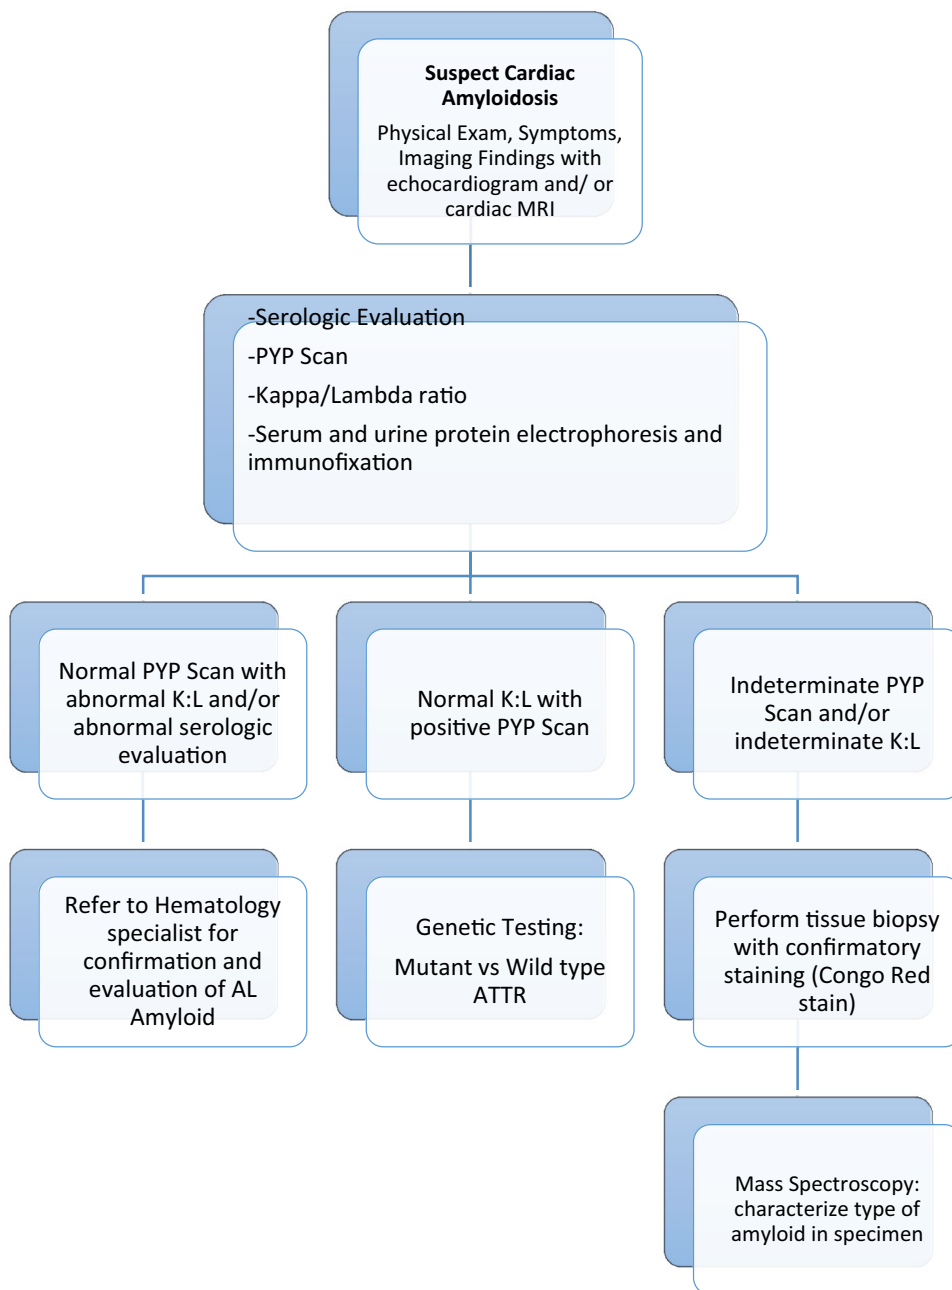 Suspect Cardiac
Amyloidosis
Physical Exam, Symptoms,
Imaging Findings with
echocardiogram and/ or
cardiac MRI
-Serologic Evaluation
-PYP Scan
-Kappa/Lambda ratio
-Serum and urine protein electrophoresis and
immunofixation
Normal PYP Scan with
abnormal K:L and/or
abnormal serologic
evaluation
Normal K:L with
positive PYP Scan
Indeterminate PYP
Scan and/or
indeterminate K:L
Refer to Hematology
specialist for
confirmation and
evaluation of AL
Amyloid
Genetic Testing:
Mutant vs Wild type
ATTR
Perform tissue biopsy
with confirmatory
staining (Congo Red
stain)
Mass Spectroscopy:
characterize type of
amyloid in specimen